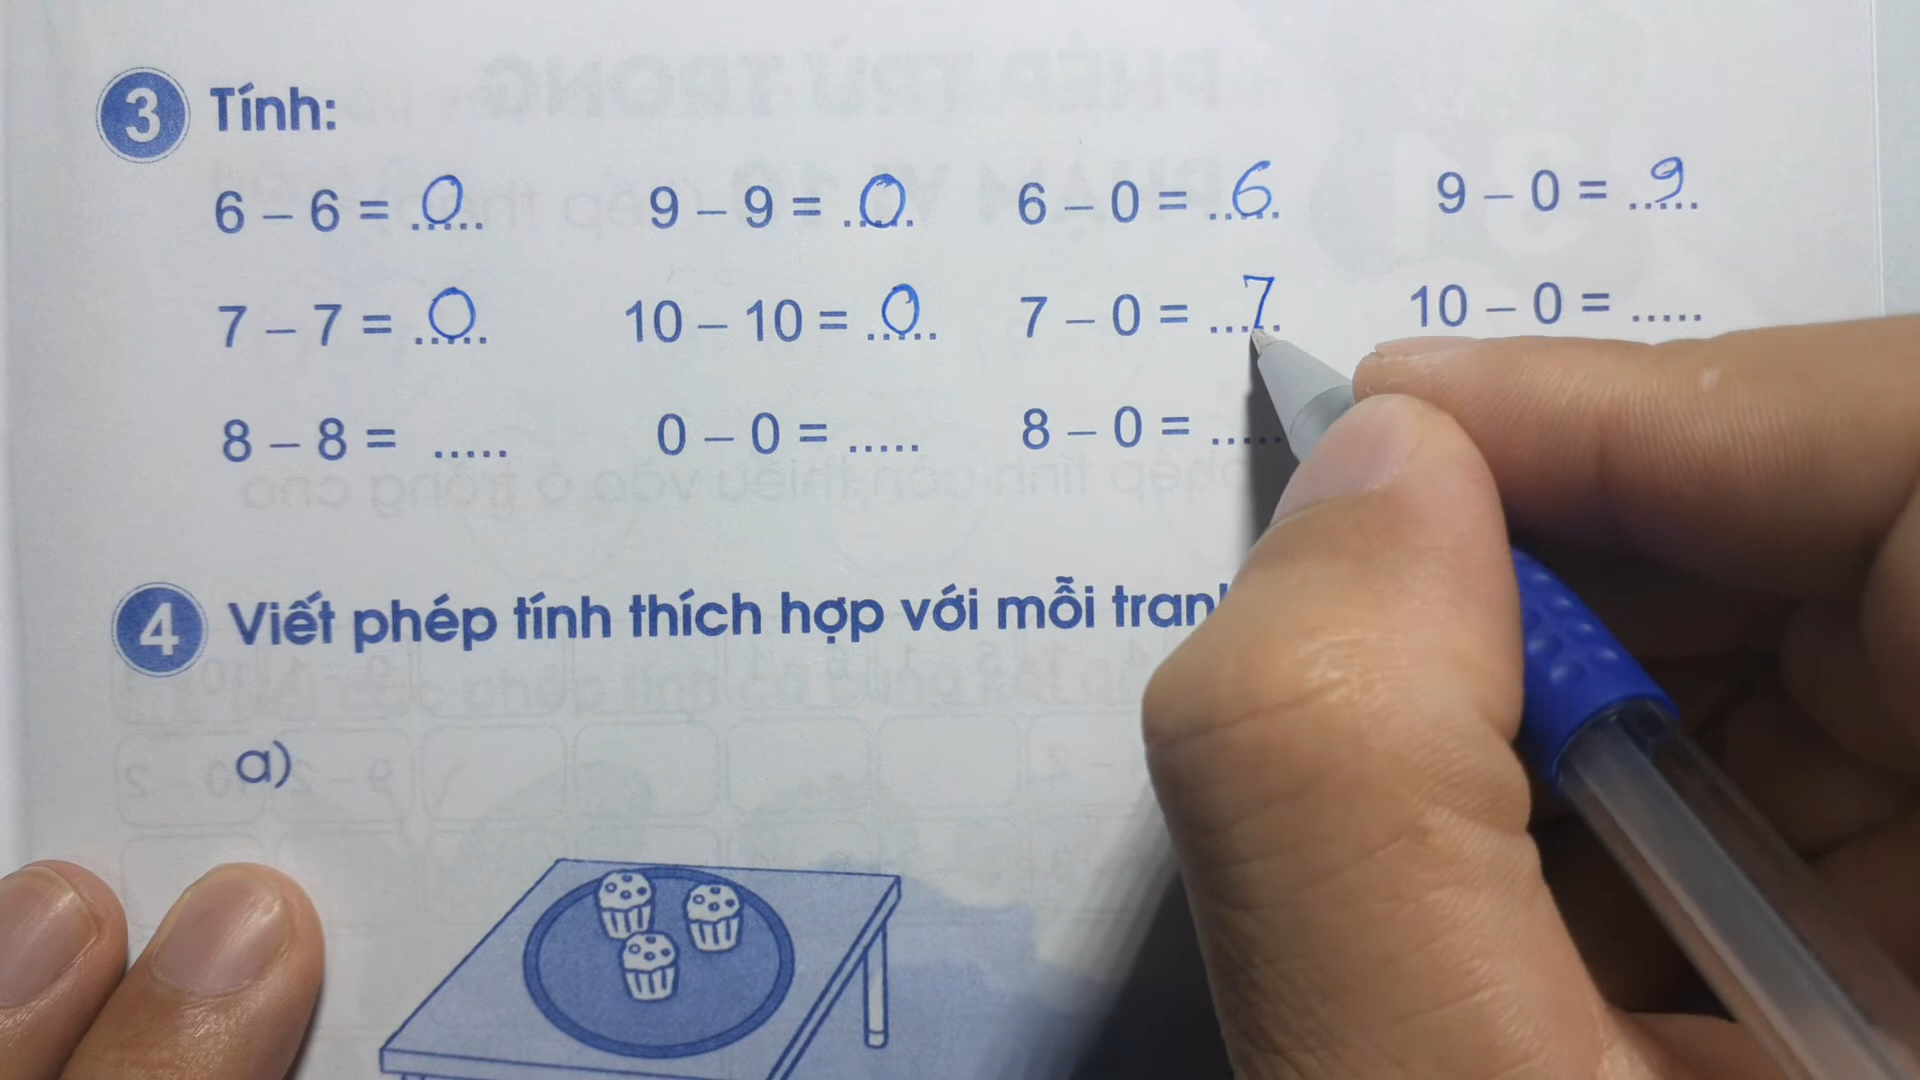 3 Tính:
6 – 6 = ..0... 9 – 9 = ..0.. 6 – 0 = ..6.. 9 – 0 = ..9..
7 – 7 = ..0.. 10 – 10 = ..0.. 7 – 0 = ..7.. 10 – 0 = .....
8 – 8 = ..... 0 – 0 = ..... 8 – 0 = .....
4 Viết phép tính thích hợp với mỗi
a)